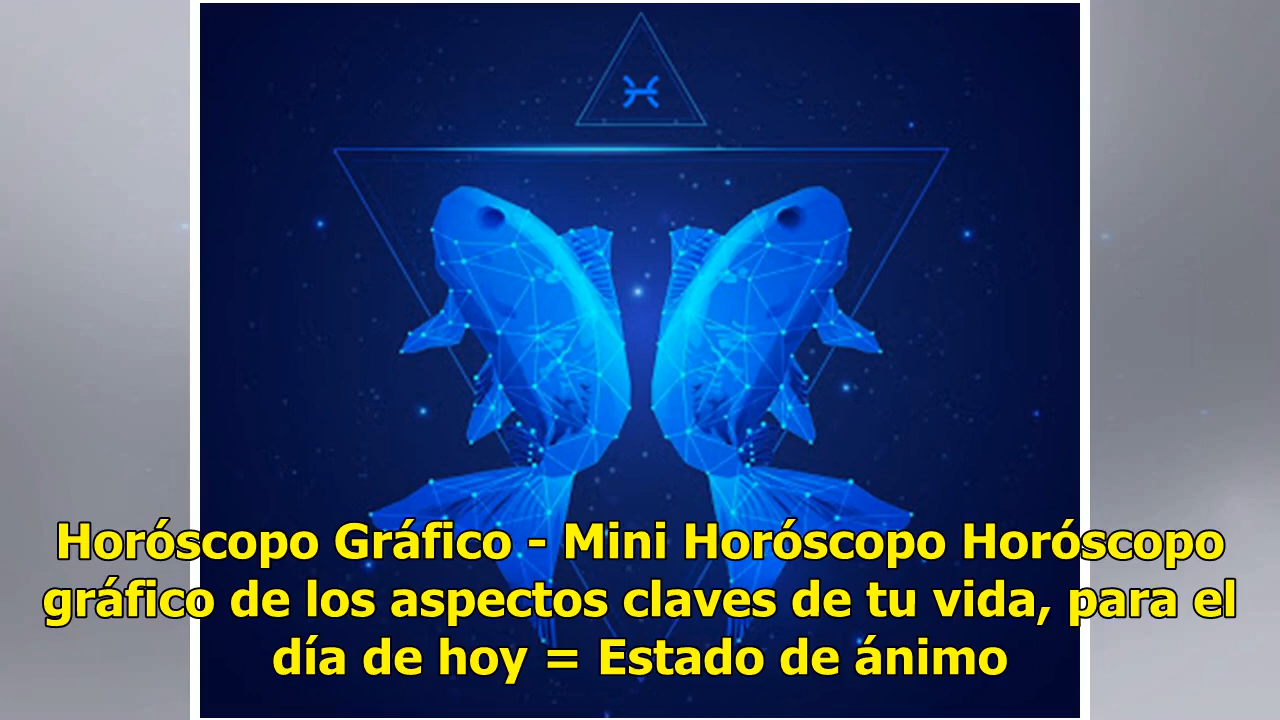 Horóscopo Gráfico - Mini Horóscopo Horóscopo
gráfico de los aspectos claves de tu vida, para el
día de hoy = Estado de ánimo